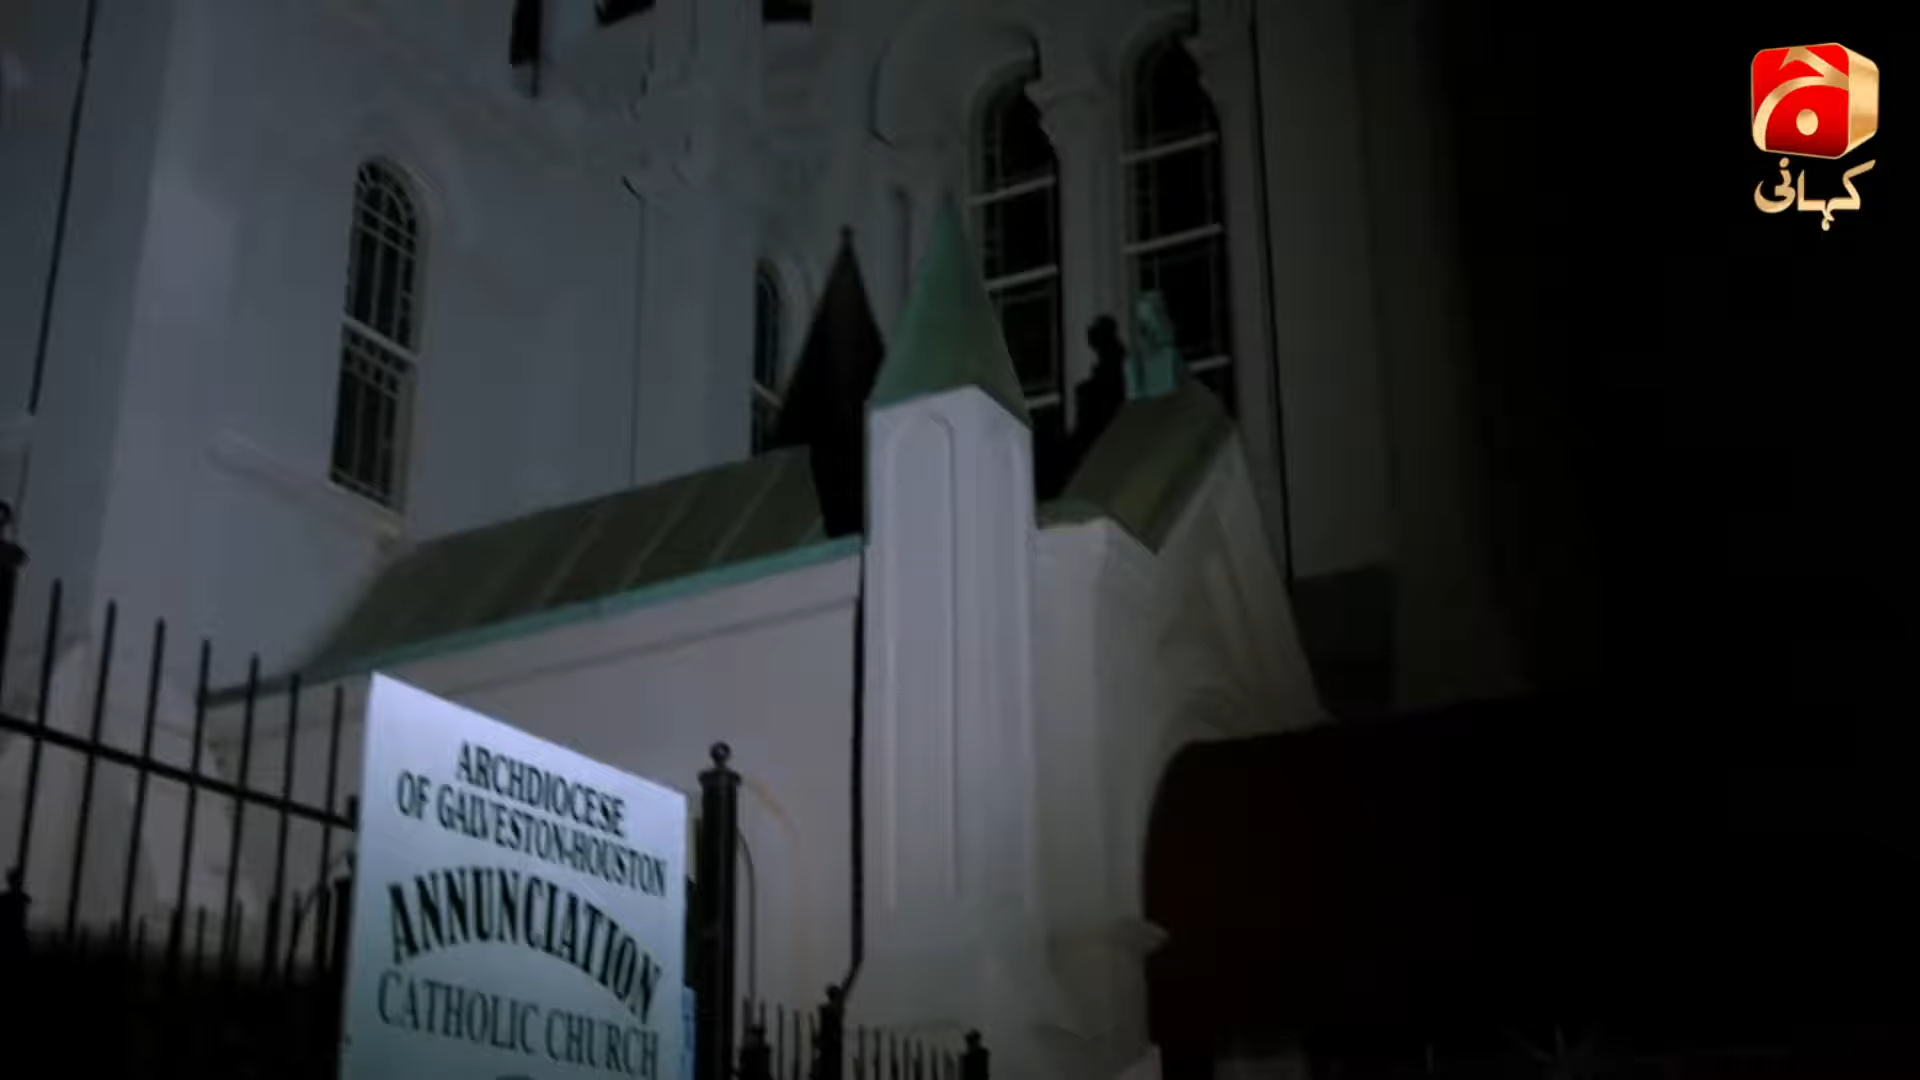 کہانی
ARCHDIOCESE
OF GALVESTON-HOUSTON
ANNUNCIATION
CATHOLIC CHURCH